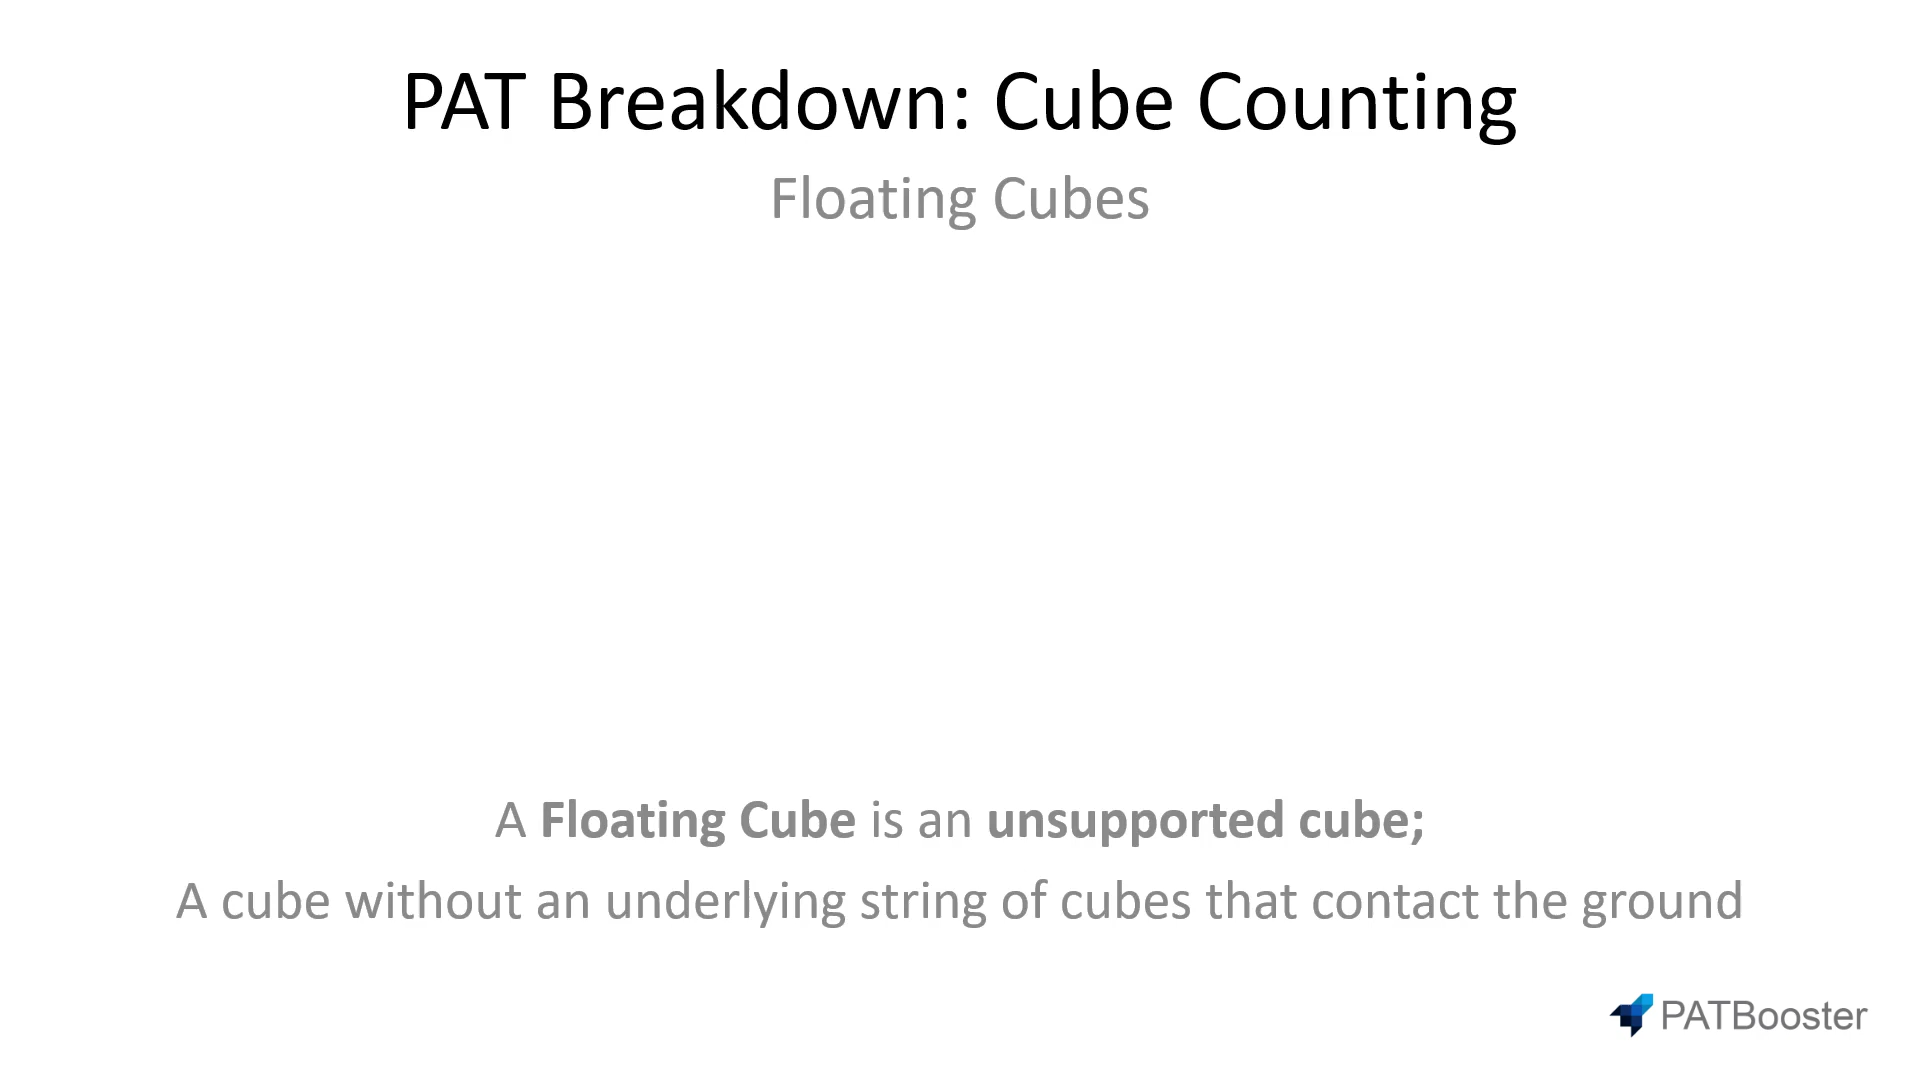 PAT Breakdown: Cube Counting
Floating Cubes
A Floating Cube is an unsupported cube;
A cube without an underlying string of cubes that contact the ground
PATBooster